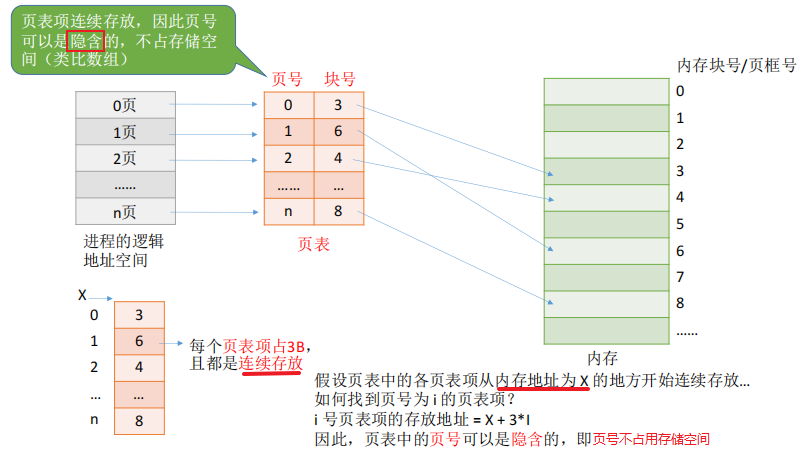 页表项连续存放，因此页号
可以是隐含的，不占存储空
间（类比数组）
页号 块号
0 3
1 6
2 4
…… …
n 8
页表
0页
1页
2页
……
n页
进程的逻辑
地址空间
内存块号/页框号
0
1
2
3
4
5
6
7
8
……
内存
X
0 3
1 6
2 4
… …
n 8
每个页表项占3B，
且都是连续存放
假设页表中的各页表项从内存地址为 X 的地方开始连续存放…
如何找到页号为 i 的页表项？
i 号页表项的存放地址 = X + 3*I
因此，页表中的页号可以是隐含的，即页号不占用存储空间